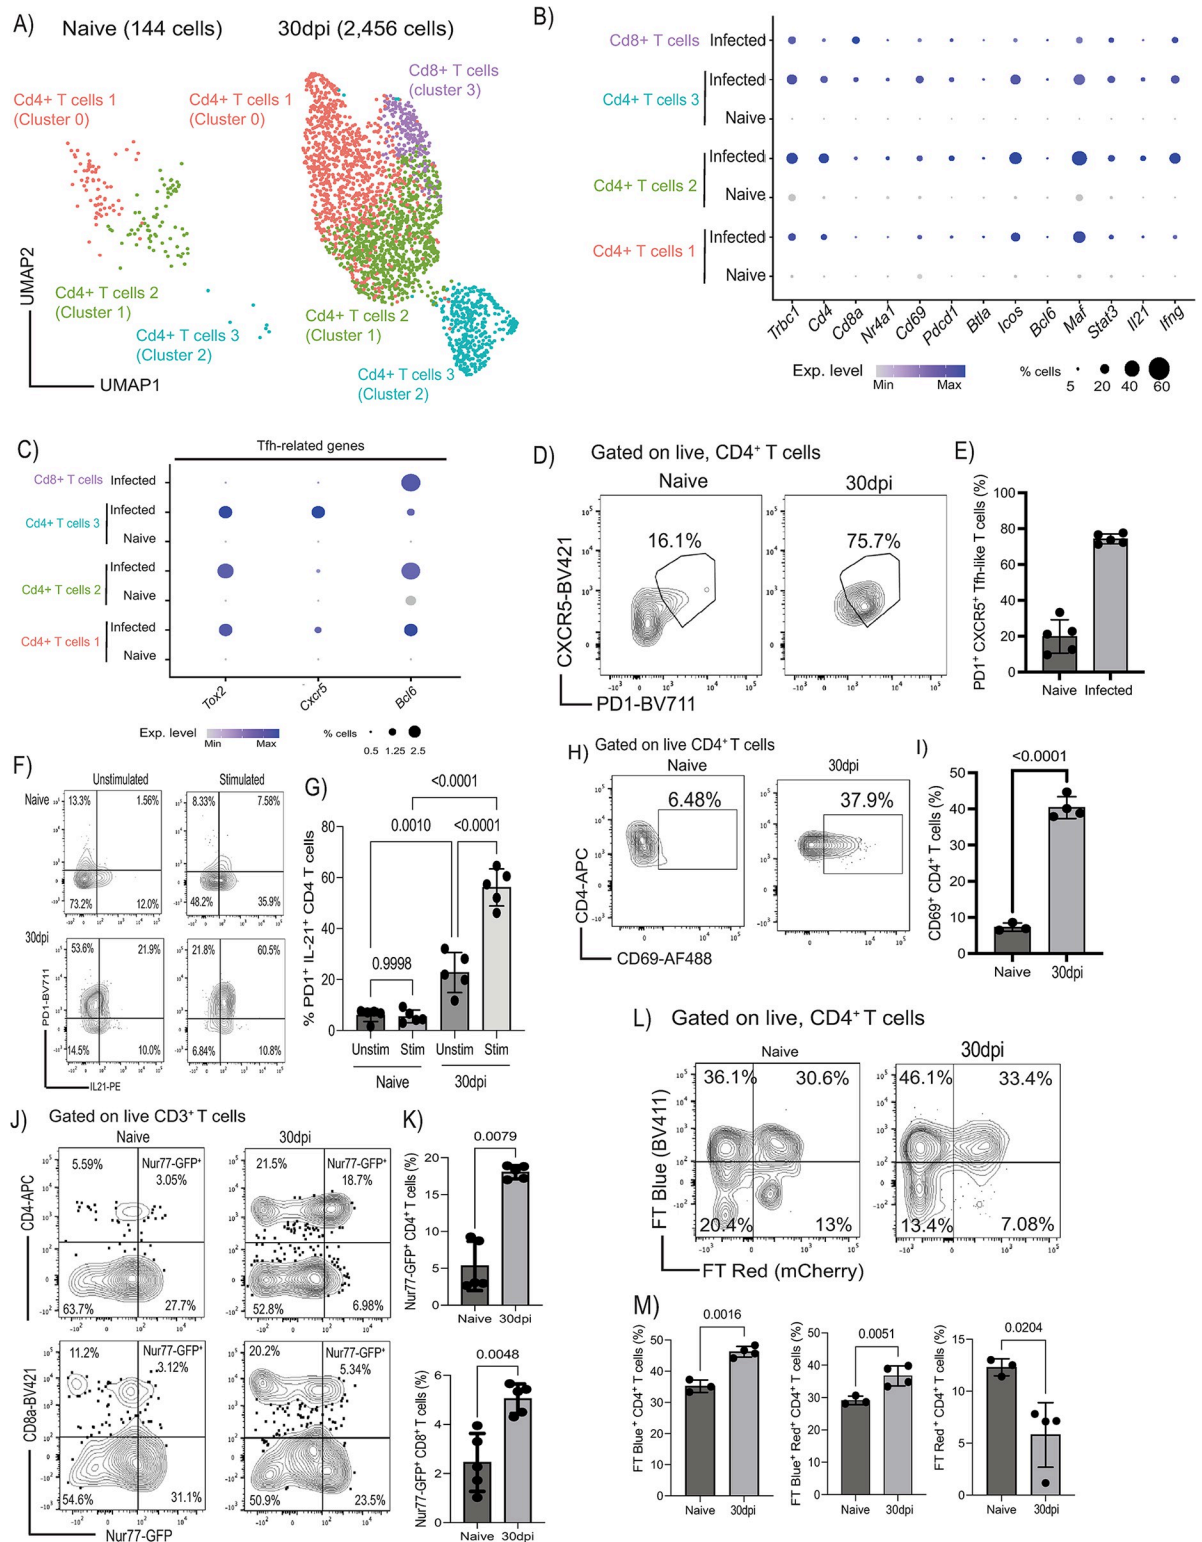 A)
Naive (144 cells)
30dpi (2,456 cells)
Cd4+ T cells 1
(Cluster 0)
Cd4+ T cells 1
(Cluster 0)
Cd8+ T cells
(cluster 3)
Cd4+ T cells 2
(Cluster 1)
Cd4+ T cells 3
(Cluster 2)
Cd4+ T cells 2
(Cluster 1)
Cd4+ T cells 3
(Cluster 2)
UMAP2
UMAP1
B)
Cd8+ T cells
Infected
Cd4+ T cells 3
Infected
Naive
Cd4+ T cells 2
Infected
Naive
Cd4+ T cells 1
Infected
Naive
Trbc1 Cd4 Cd8a Nr4a1 Cd69 Pdcd1 Btla Icos Bcl6 Maf Stat3 Il21 Ifng
Exp. level
Min Max
% cells
5 20 40 60
C)
Tfh-related genes
Cd8+ T cells
Infected
Cd4+ T cells 3
Infected
Naive
Cd4+ T cells 2
Infected
Naive
Cd4+ T cells 1
Infected
Naive
Tox2 Cxcr5 Bcl6
Exp. level
Min Max
% cells
0.5 1.25 2.5
D)
Gated on live, CD4⁺ T cells
Naive
30dpi
16.1%
75.7%
CXCR5-BV421
PD1-BV711
E)
PD1⁺ CXCR5⁺ Tfh-like T cells (%)
100
80
60
40
20
0
Naive Infected
F)
Unstimulated
Stimulated
Naive
13.3% 1.56%
73.2% 12.0%
8.33% 7.58%
48.2% 35.9%
30dpi
53.6% 21.9%
14.5% 10.0%
21.8% 60.5%
6.84% 10.8%
PD1-BV711
IL21-PE
G)
<0.0001
0.0010
<0.0001
0.9998
% PD1⁺ IL-21⁺ CD4 T cells
80
60
40
20
0
Unstim Stim Unstim Stim
Naive 30dpi
H)
Gated on live CD4⁺ T cells
Naive
30dpi
6.48%
37.9%
CD4-APC
CD69-AF488
I)
<0.0001
CD69⁺ CD4⁺ T cells (%)
50
40
30
20
10
0
Naive 30dpi
J)
Gated on live CD3⁺ T cells
Naive
30dpi
5.59%
Nur77-GFP⁺
3.05%
63.7%
27.7%
21.5%
Nur77-GFP⁺
18.7%
52.8%
6.98%
CD4-APC
11.2%
Nur77-GFP⁺
3.12%
54.6%
31.1%
20.2%
Nur77-GFP⁺
5.34%
50.9%
23.5%
CD8a-BV421
Nur77-GFP
K)
0.0079
Nur77-GFP⁺ CD4⁺ T cells (%)
20
15
10
5
0
Naive 30dpi
0.0048
Nur77-GFP⁺ CD8⁺ T cells (%)
6
4
2
0
Naive 30dpi
L)
Gated on live, CD4⁺ T cells
Naive
30dpi
36.1% 30.6%
20.4% 13%
46.1% 33.4%
13.4% 7.08%
FT Blue (BV411)
FT Red (mCherry)
M)
0.0016
FT Blue⁺ CD4⁺ T cells (%)
50
40
30
20
10
0
Naive 30dpi
0.0051
FT Blue⁺ Red⁺ CD4⁺ T cells (%)
50
40
30
20
10
0
Naive 30dpi
0.0204
FT Red⁺ CD4⁺ T cells (%)
15
10
5
0
Naive 30dpi